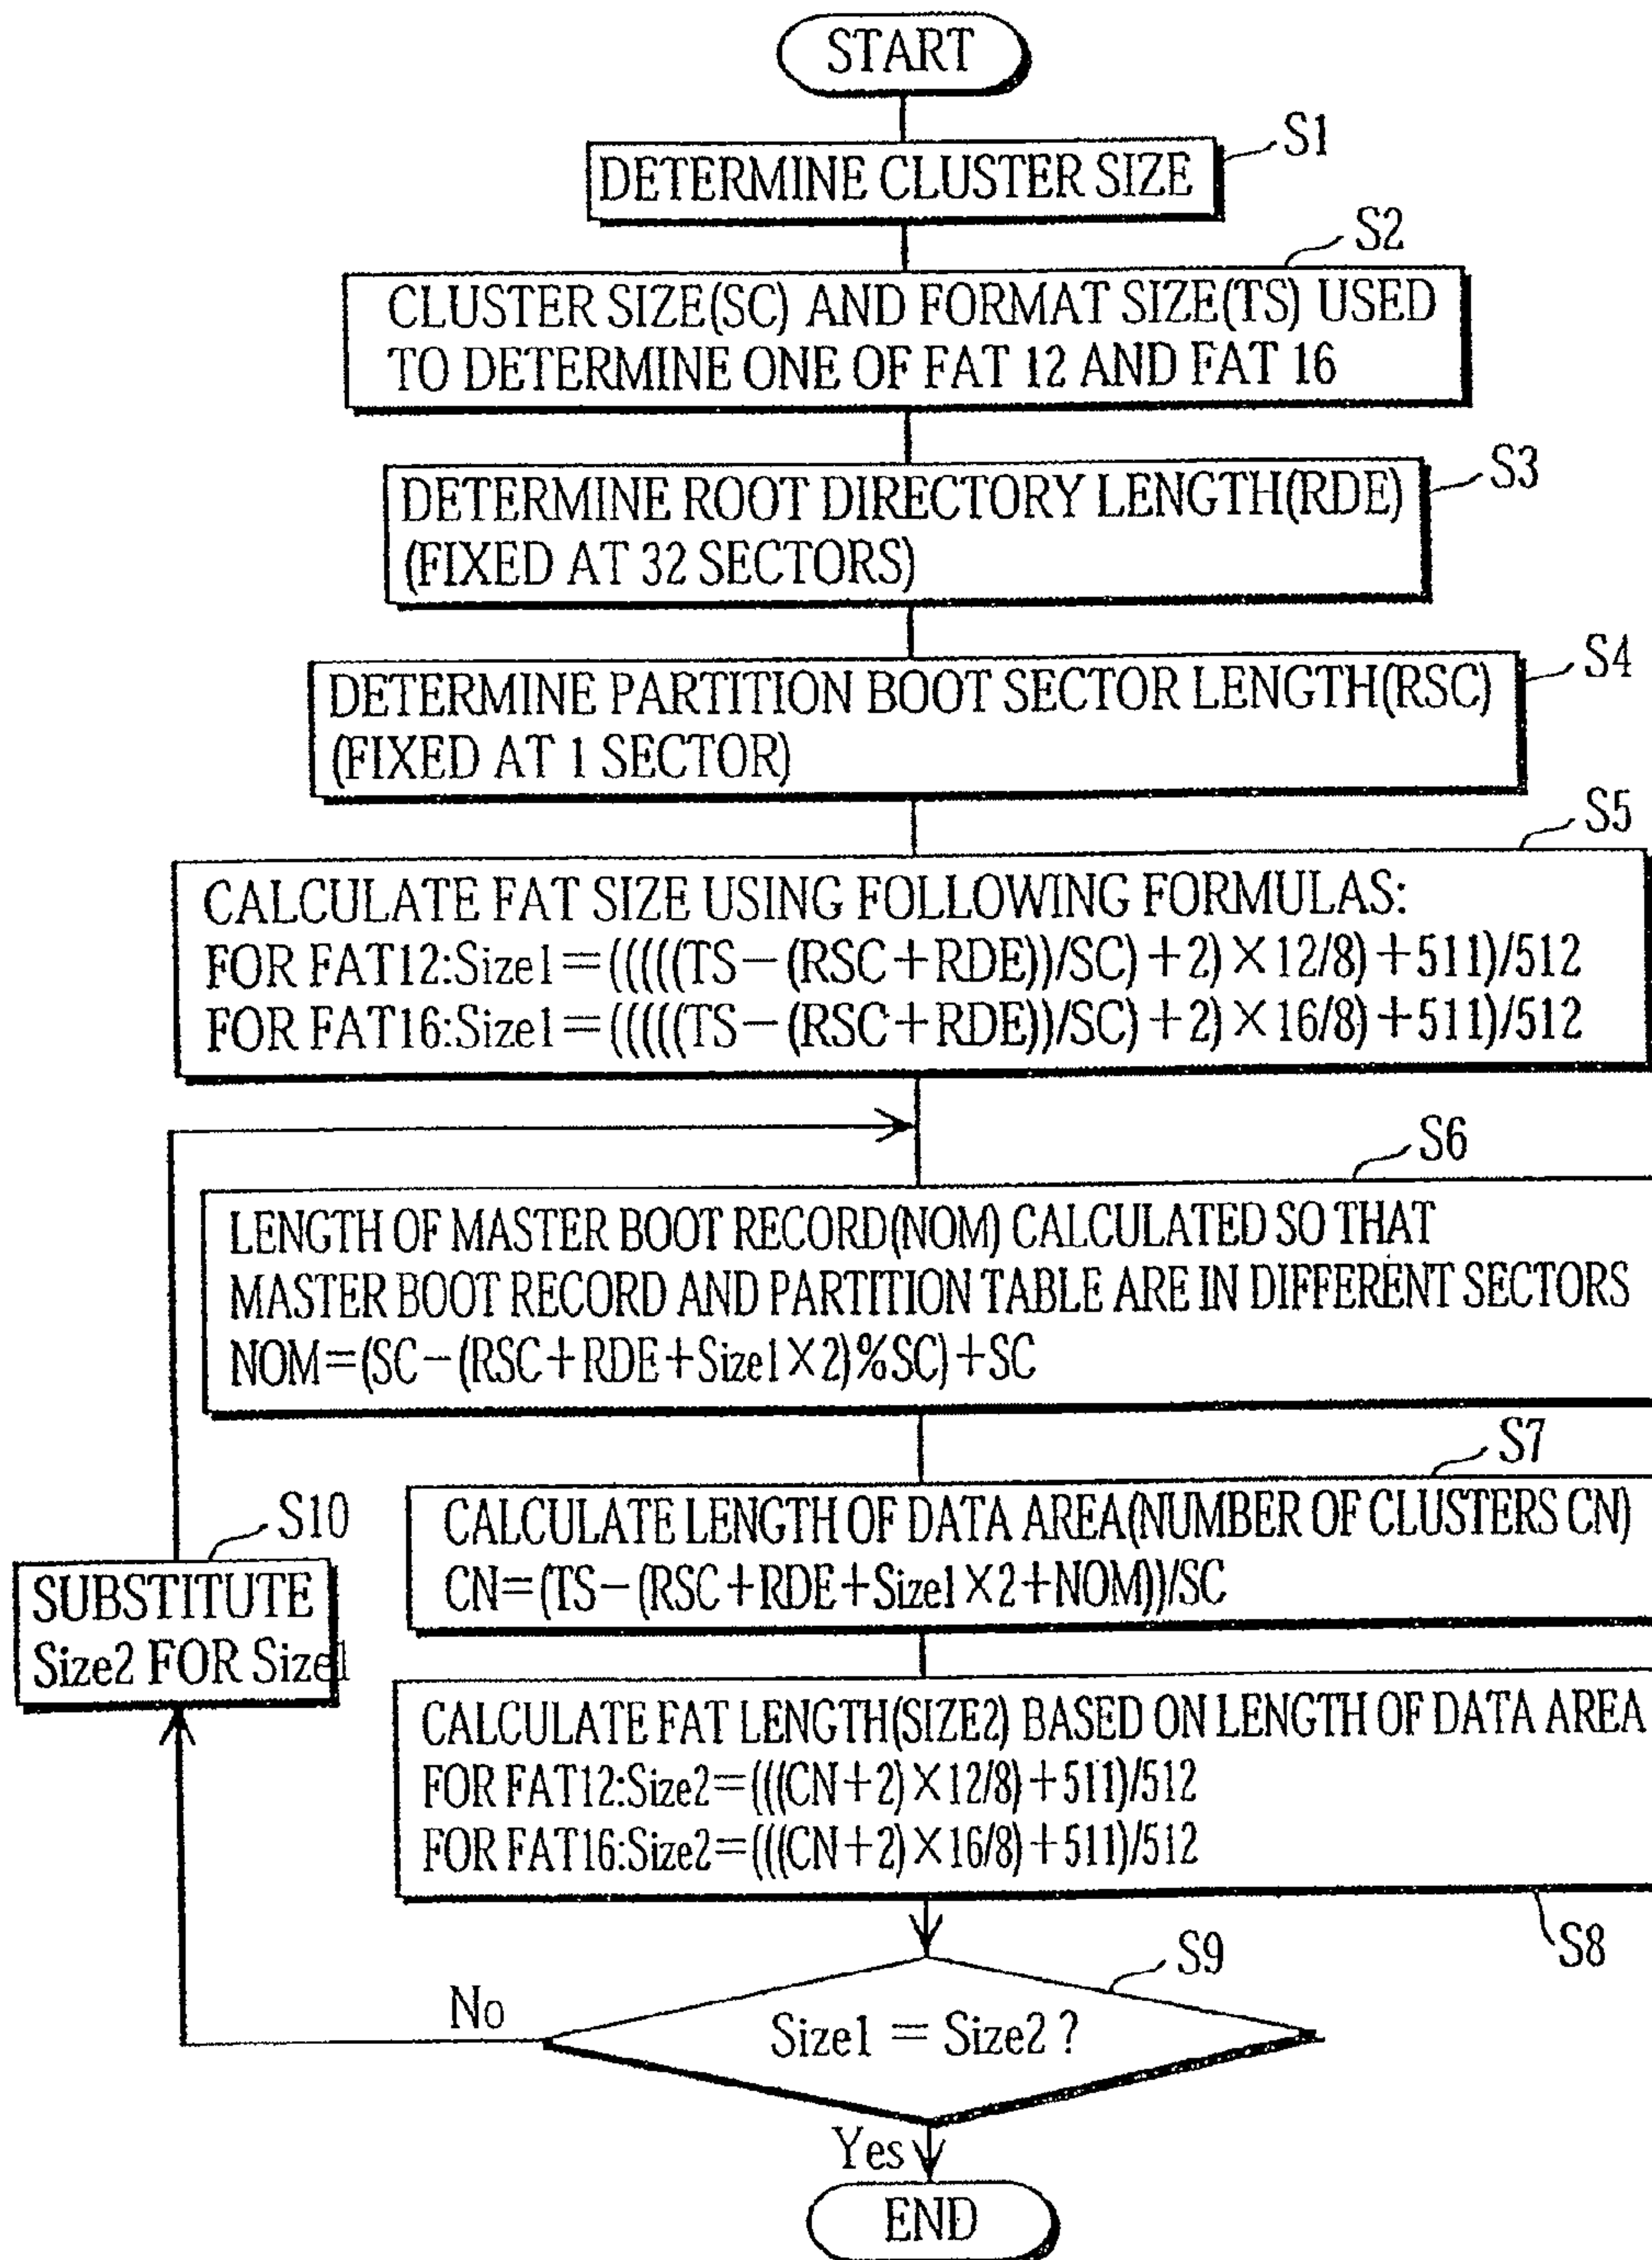 START
S1
DETERMINE CLUSTER SIZE
S2
CLUSTER SIZE(SC) AND FORMAT SIZE(TS) USED
TO DETERMINE ONE OF FAT 12 AND FAT 16
S3
DETERMINE ROOT DIRECTORY LENGTH(RDE)
(FIXED AT 32 SECTORS)
S4
DETERMINE PARTITION BOOT SECTOR LENGTH(RSC)
(FIXED AT 1 SECTOR)
S5
CALCULATE FAT SIZE USING FOLLOWING FORMULAS:
FOR FAT12:Size1=(((((TS-(RSC+RDE))/SC)+2)×12/8)+511)/512
FOR FAT16:Size1=(((((TS-(RSC+RDE))/SC)+2)×16/8)+511)/512
S6
LENGTH OF MASTER BOOT RECORD(NOM) CALCULATED SO THAT
MASTER BOOT RECORD AND PARTITION TABLE ARE IN DIFFERENT SECTORS
NOM=(SC-(RSC+RDE+Size1×2)%SC)+SC
S7
CALCULATE LENGTH OF DATA AREA(NUMBER OF CLUSTERS CN)
CN=(TS-(RSC+RDE+Size1×2+NOM))/SC
S10
SUBSTITUTE
Size2 FOR Size1
CALCULATE FAT LENGTH(SIZE2) BASED ON LENGTH OF DATA AREA
FOR FAT12:Size2=(((CN+2)×12/8)+511)/512
FOR FAT16:Size2=(((CN+2)×16/8)+511)/512
S8
S9
No
Size1 = Size2 ?
Yes
END